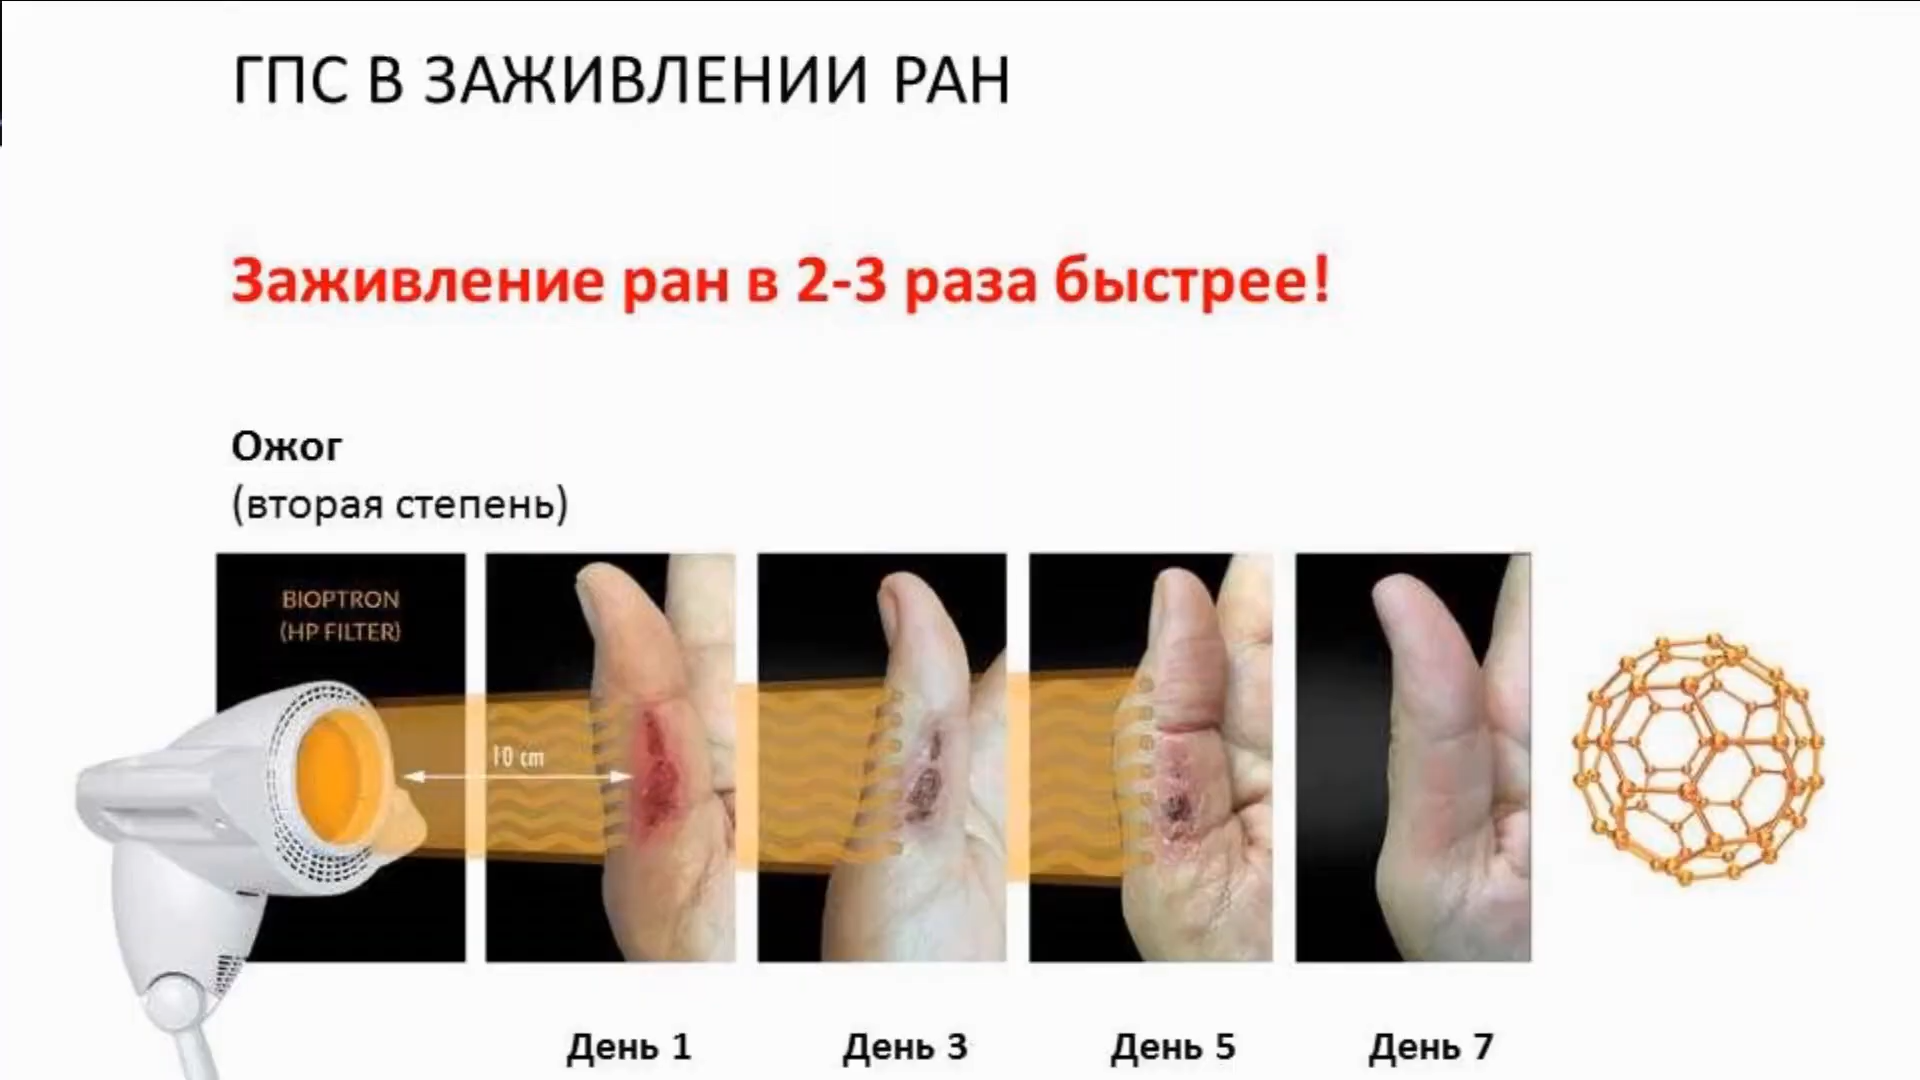 ГПС В ЗАЖИВЛЕНИИ РАН
Заживление ран в 2-3 раза быстрее!
Ожог
(вторая степень)
BIOPTRON
(HP FILTER)
10 cm
День 1
День 3
День 5
День 7